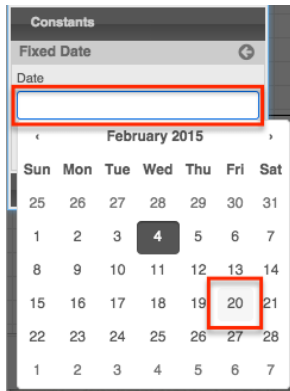 Constants
Fixed Date
Date
‹ February 2015 ›
Sun Mon Tue Wed Thu Fri Sat
25 26 27 28 29 30 31
1 2 3 4 5 6 7
8 9 10 11 12 13 14
15 16 17 18 19 20 21
22 23 24 25 26 27 28
1 2 3 4 5 6 7